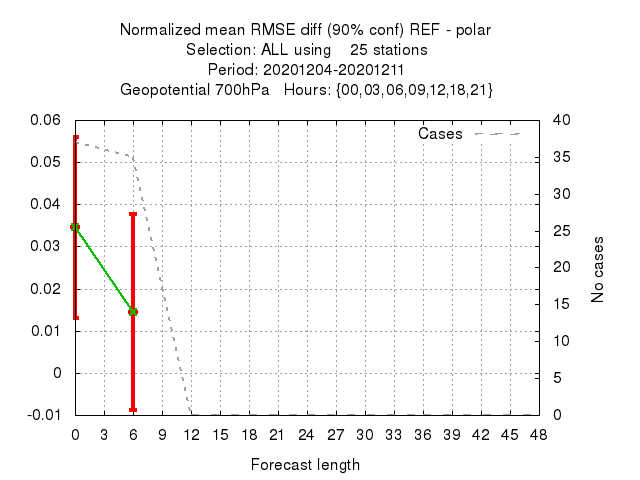 Normalized mean RMSE diff (90% conf) REF - polar
Selection: ALL using 25 stations
Period: 20201204-20201211
Geopotential 700hPa Hours: {00,03,06,09,12,18,21}
Cases
0.06
0.05
0.04
0.03
0.02
0.01
0
-0.01
40
35
30
25
20
15
10
5
0
No cases
0 3 6 9 12 15 18 21 24 27 30 33 36 39 42 45 48
Forecast length